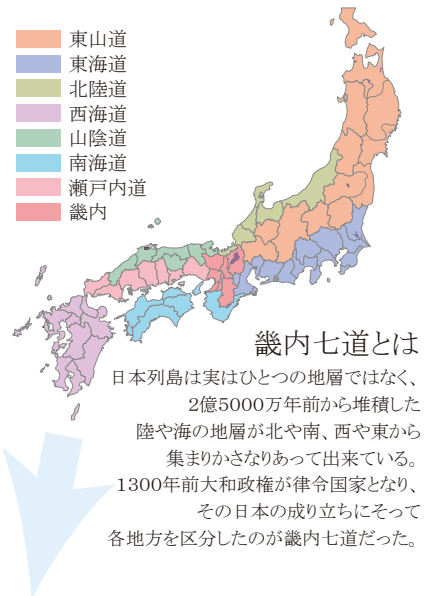 東山道
東海道
北陸道
西海道
山陰道
南海道
瀬戸内道
畿内
畿内七道とは
日本列島は実はひとつの地層ではなく、
2億5000万年前から堆積した
陸や海の地層が北や南、西や東から
集まりかさなりあって出来ている。
1300年前大和政権が律令国家となり、
その日本の成り立ちにそって
各地方を区分したのが畿内七道だった。